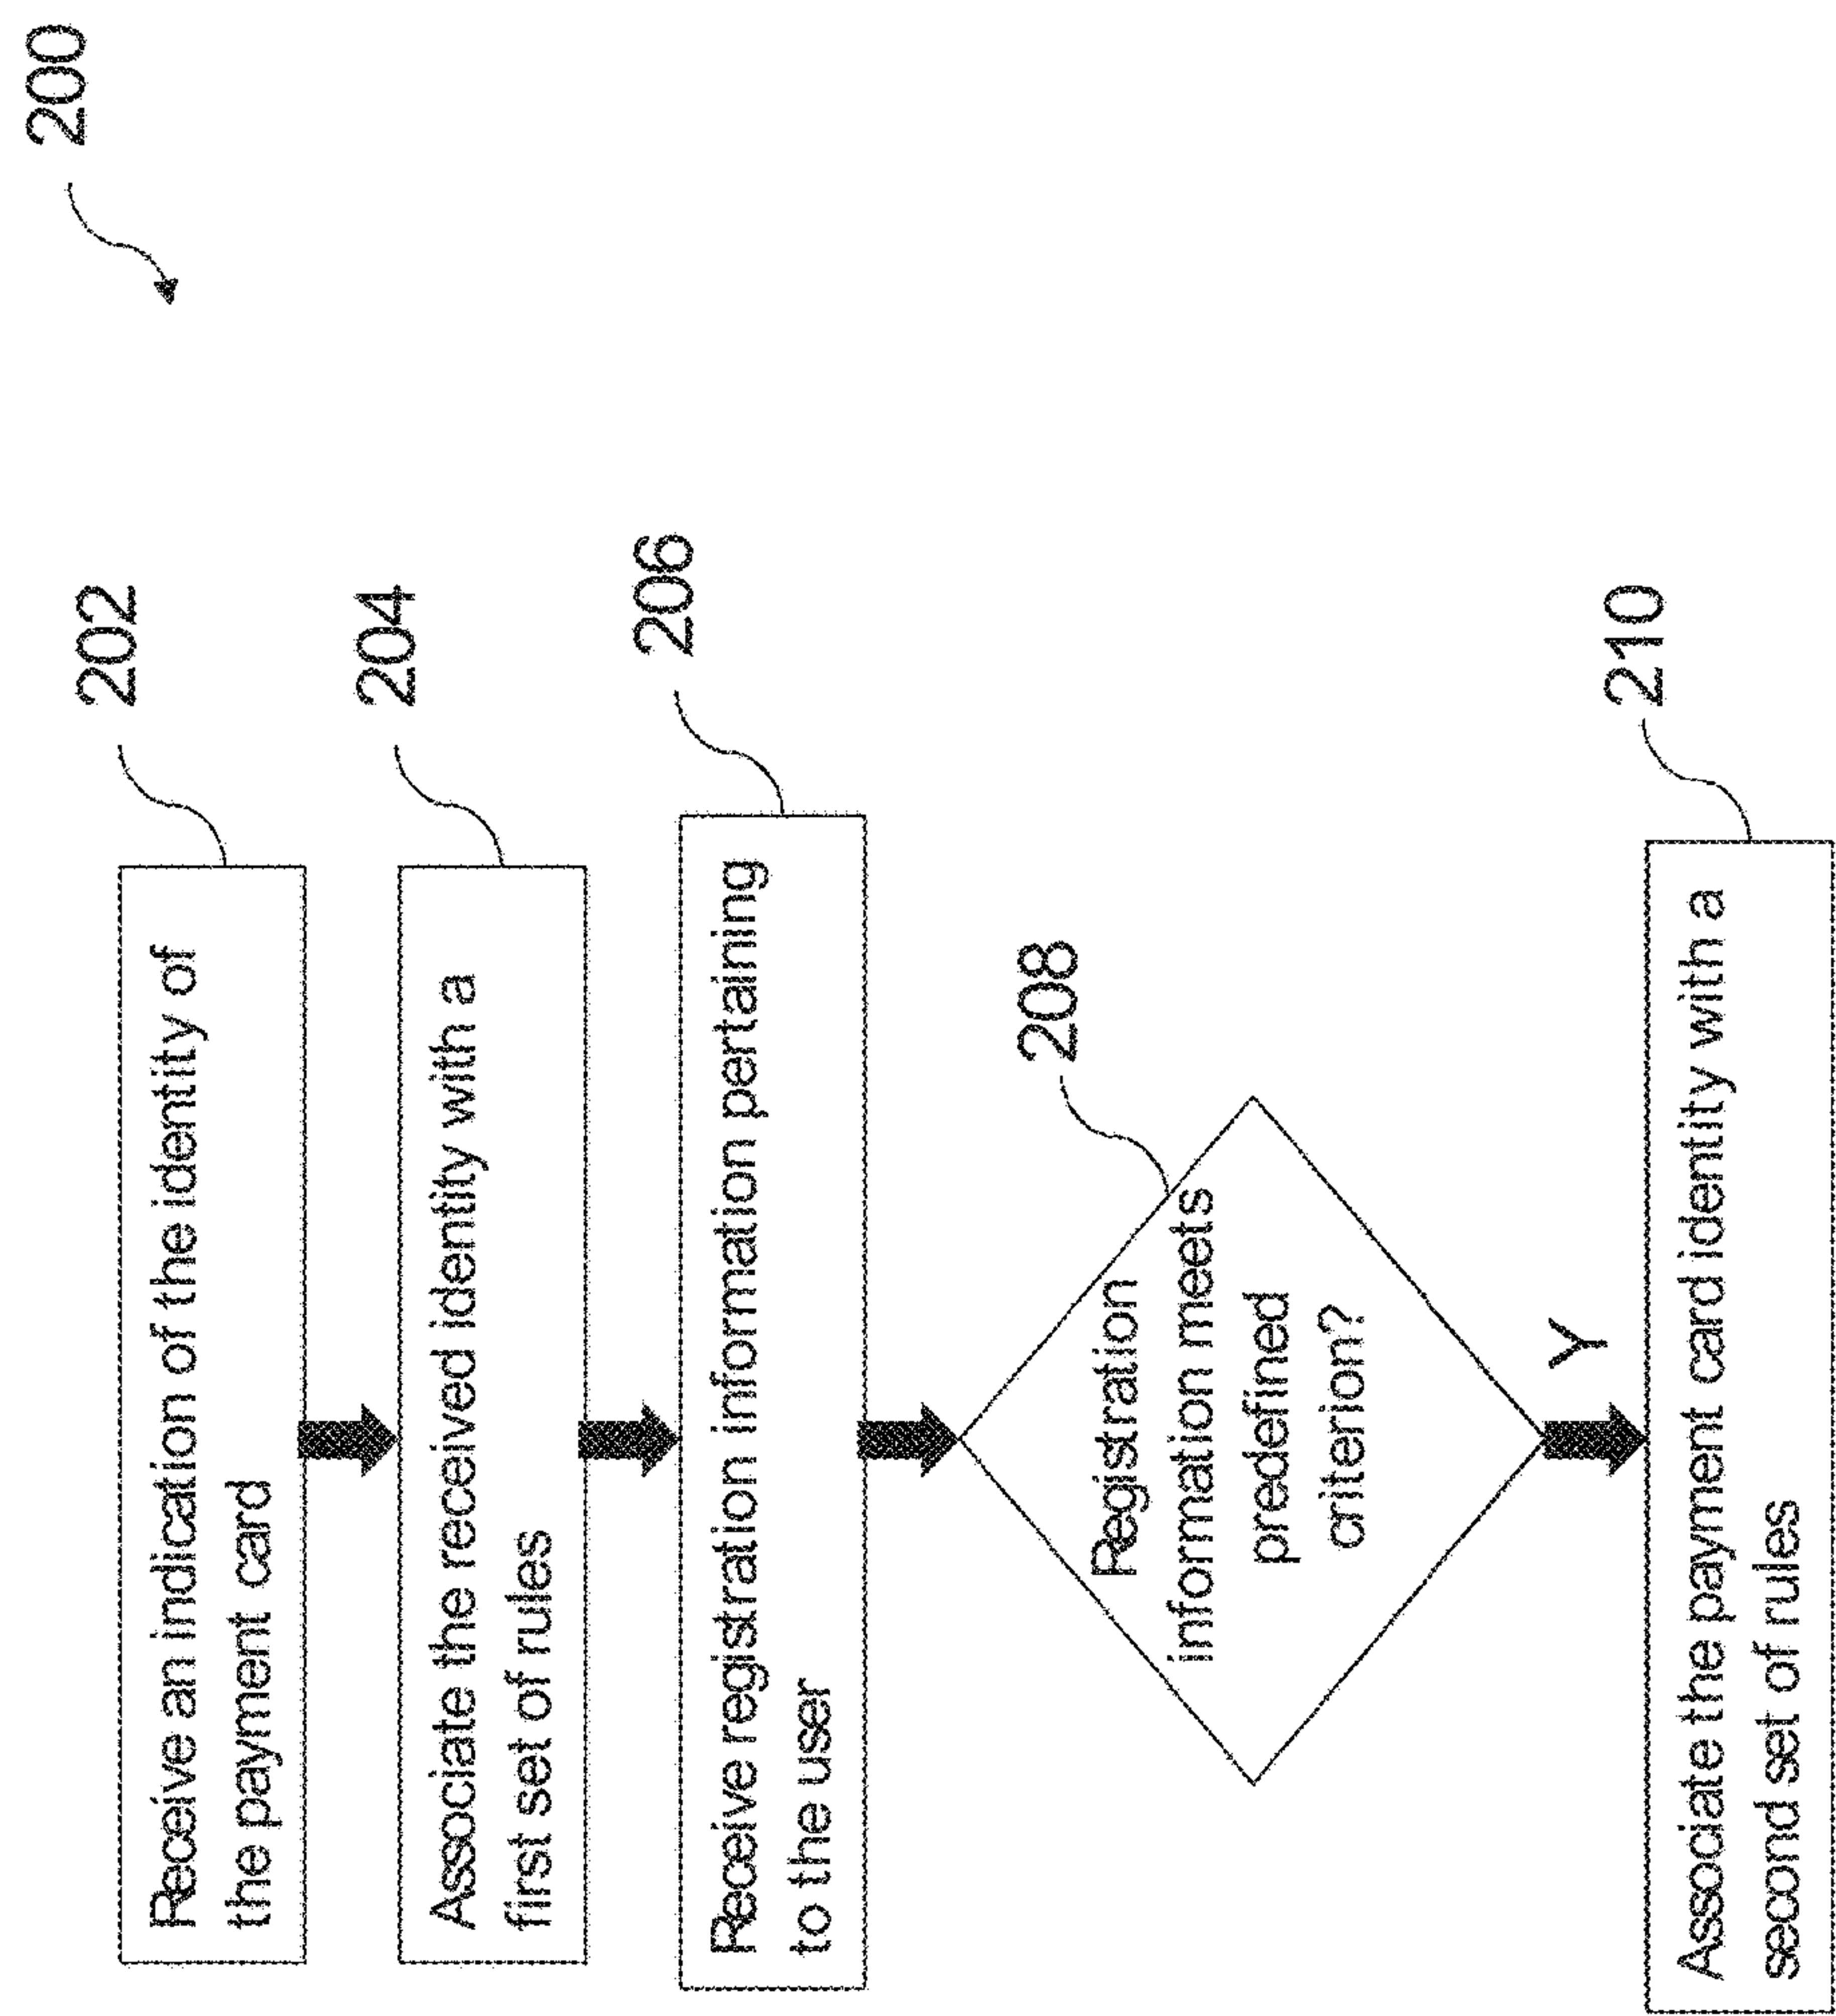 200
Receive an indication of the identity of
the payment card
202
Associate the received identity with a
first set of rules
204
Receive registration information pertaining
to the user
206
Registration
information meets
predefined
criterion?
208
Y
Associate the payment card identity with a
second set of rules
210